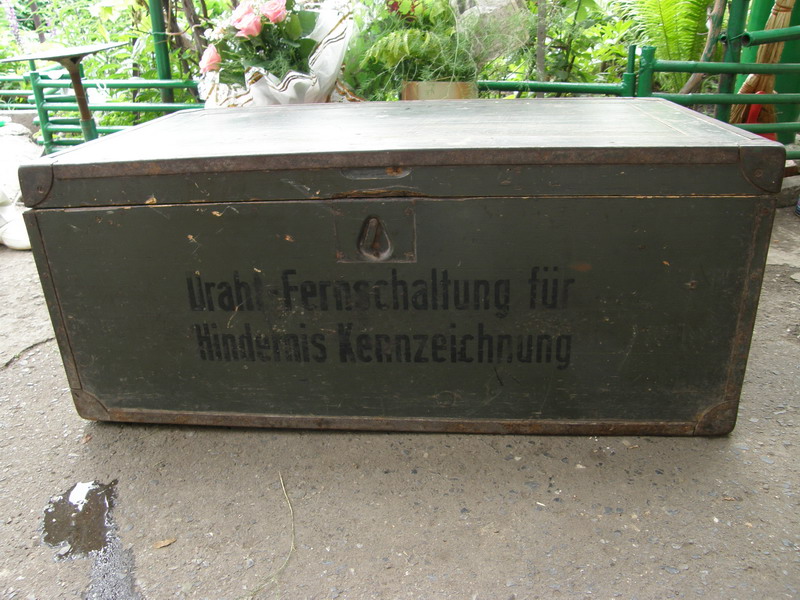 Draht-Fernschaltung für
Hindernis Kennzeichnung